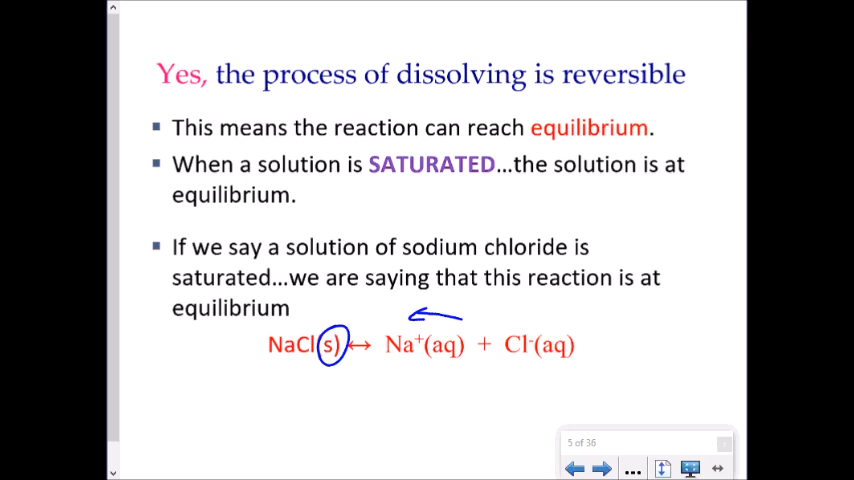 Yes, the process of dissolving is reversible
▪ This means the reaction can reach equilibrium.
▪ When a solution is SATURATED...the solution is at
equilibrium.
▪ If we say a solution of sodium chloride is
saturated...we are saying that this reaction is at
equilibrium
NaCl(s) ↔ Na⁺(aq) + Cl⁻(aq)
5 of 36